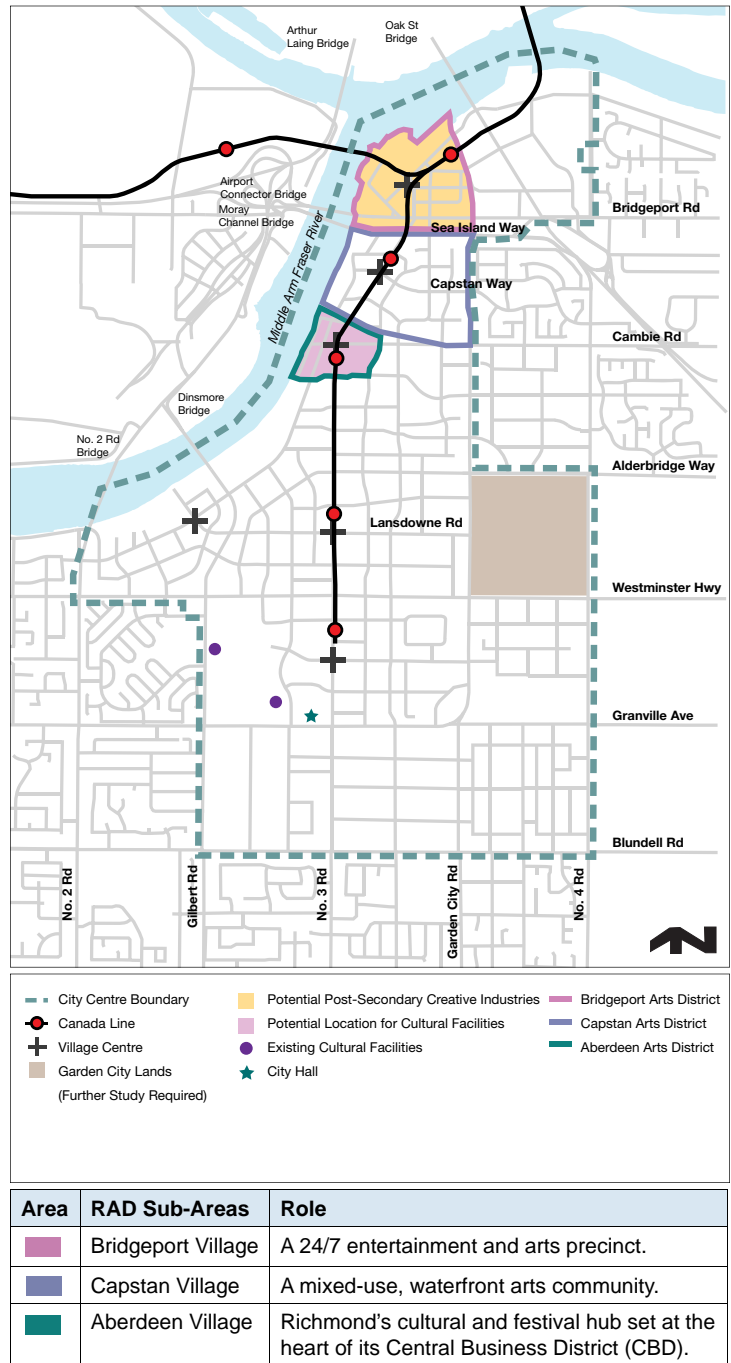 Arthur
Laing Bridge
Oak St
Bridge
Airport
Connector Bridge
Moray
Channel Bridge
Bridgeport Rd
Sea Island Way
Middle Arm Fraser River
Capstan Way
Cambie Rd
Dinsmore
Bridge
No. 2 Rd
Bridge
Alderbridge Way
Lansdowne Rd
Westminster Hwy
Granville Ave
Blundell Rd
No. 2 Rd
Gilbert Rd
No. 3 Rd
Garden City Rd
No. 4 Rd
N
City Centre Boundary
Canada Line
Village Centre
Garden City Lands
(Further Study Required)
Potential Post-Secondary Creative Industries
Potential Location for Cultural Facilities
Existing Cultural Facilities
City Hall
Bridgeport Arts District
Capstan Arts District
Aberdeen Arts District
Area RAD Sub-Areas Role
Bridgeport Village A 24/7 entertainment and arts precinct.
Capstan Village A mixed-use, waterfront arts community.
Aberdeen Village Richmond's cultural and festival hub set at the
heart of its Central Business District (CBD).